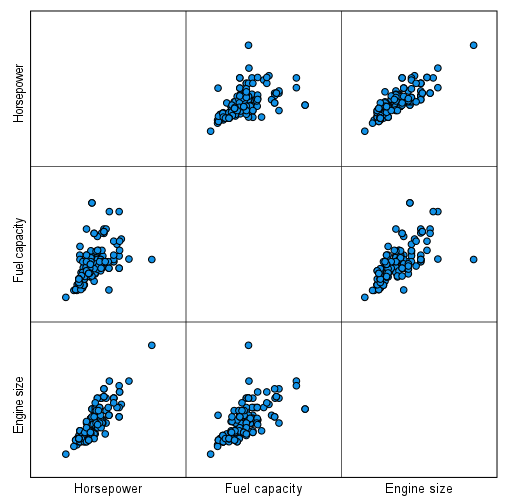 Horsepower
Fuel capacity
Engine size
Horsepower
Fuel capacity
Engine size